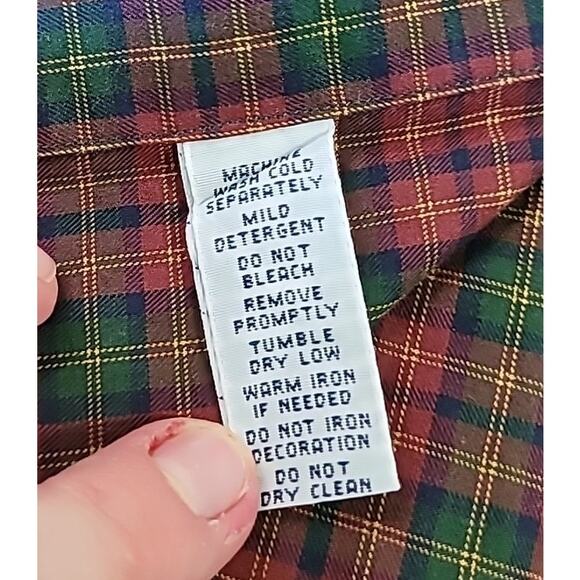 MACHINE
WASH COLD
SEPARATELY
MILD
DETERGENT
DO NOT
BLEACH
REMOVE
PROMPTLY
TUMBLE
DRY LOW
WARM IRON
IF NEEDED
DO NOT IRON
DECORATION
DO NOT
DRY CLEAN